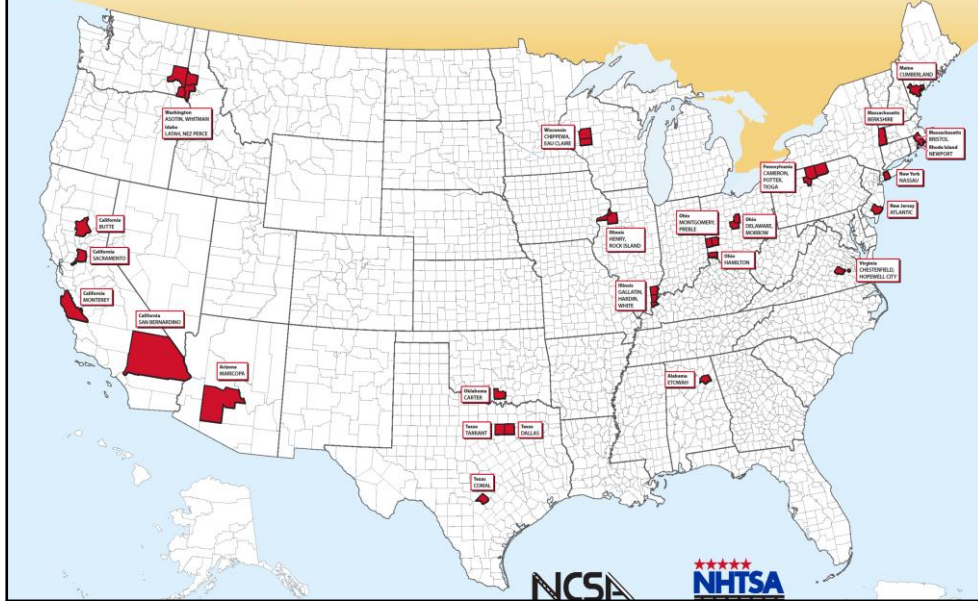 Washington
ASOTIN, WHITMAN
Idaho
LATAH, NEZ PERCE
California
BUTTE
California
SACRAMENTO
California
MONTEREY
California
SAN BERNARDINO
Arizona
MARICOPA
Oklahoma
CARTER
Texas
TARRANT
Texas
DALLAS
Texas
COMAL
Wisconsin
CHIPPEWA,
EAU CLAIRE
Illinois
HENRY,
ROCK ISLAND
Illinois
GALLATIN,
HARDIN,
WHITE
Ohio
MONTGOMERY,
PREBLE
Ohio
DELAWARE,
MORROW
Ohio
HAMILTON
Alabama
ETOWAH
Pennsylvania
CAMERON,
POTTER,
TIOGA
Maine
CUMBERLAND
Massachusetts
BERKSHIRE
Massachusetts
BRISTOL
Rhode Island
NEWPORT
New York
NASSAU
New Jersey
ATLANTIC
Virginia
CHESTERFIELD,
HOPEWELL CITY
NCSA
NHTSA